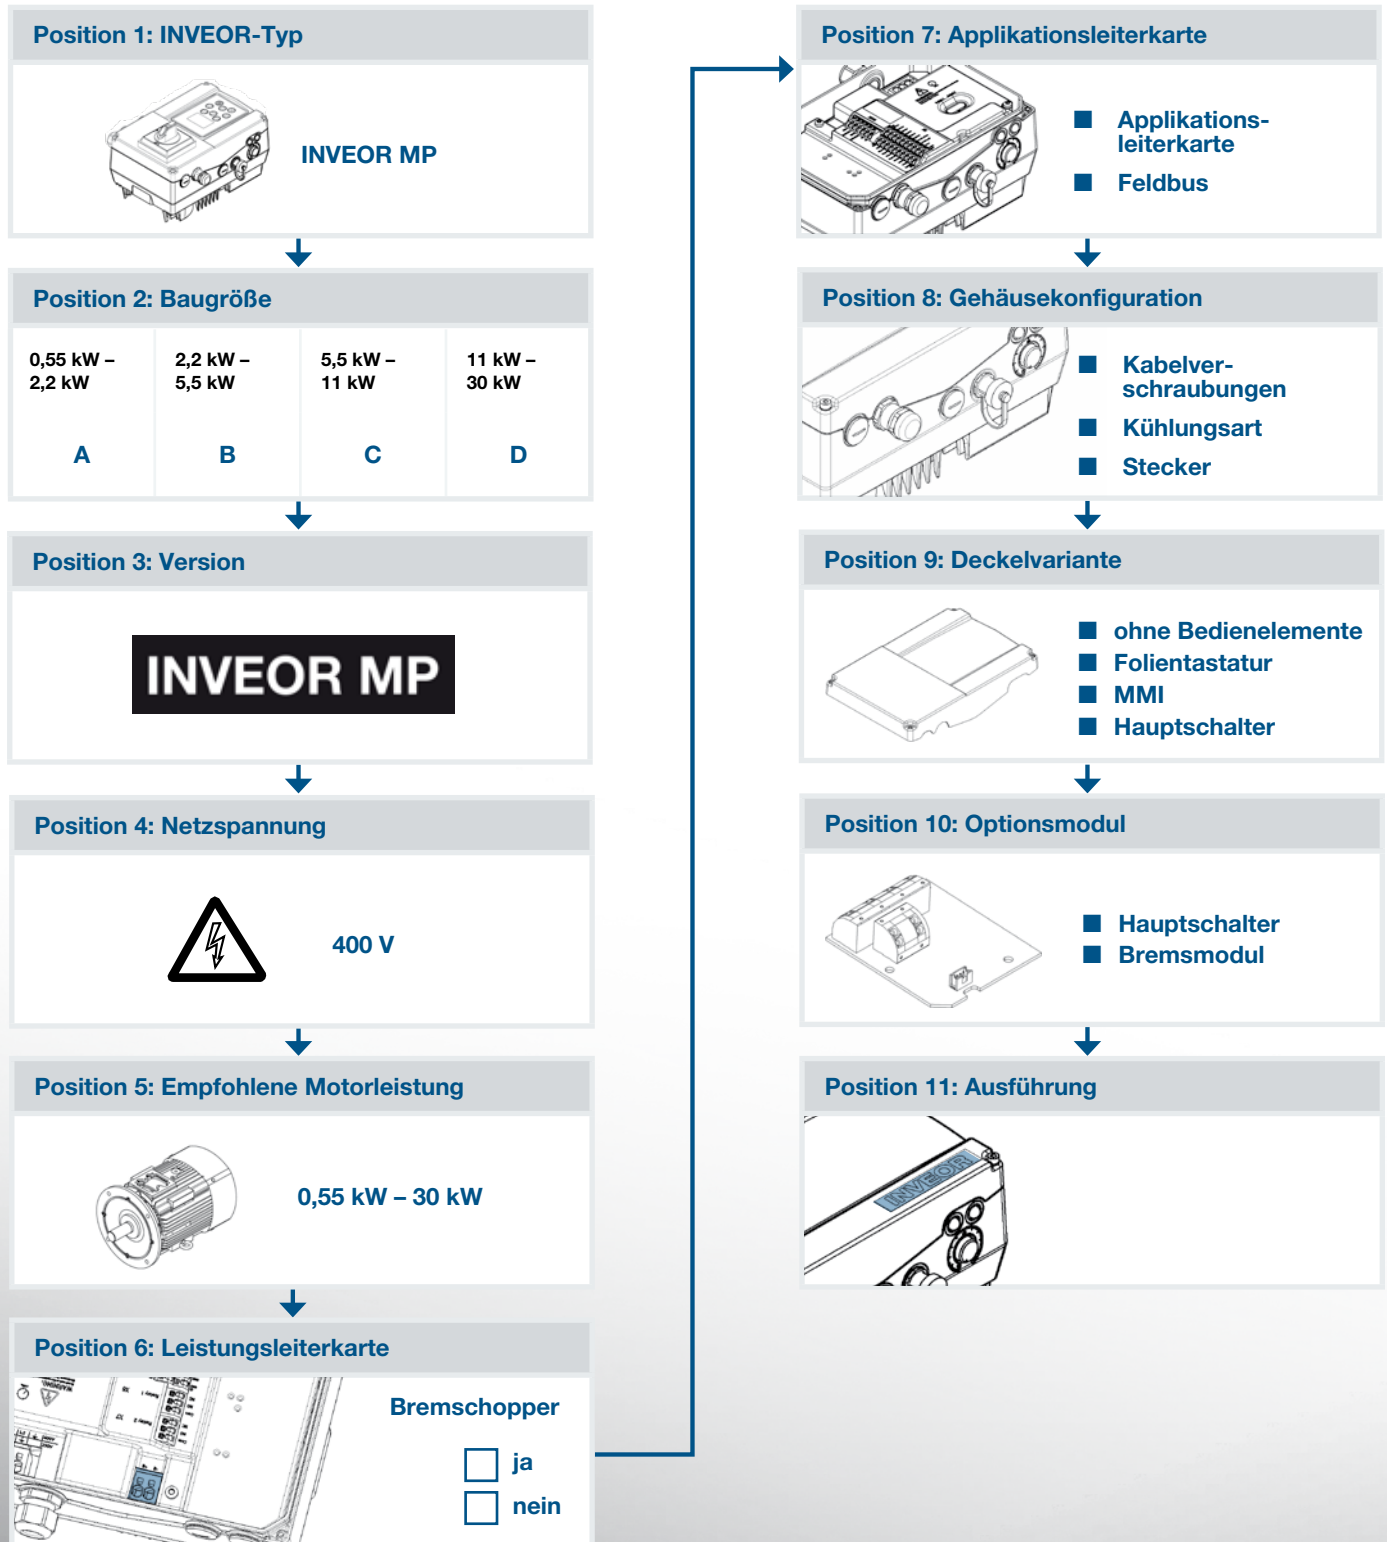 Position 1: INVEOR-Typ
INVEOR MP
Position 2: Baugröße
0,55 kW –
2,2 kW
A
2,2 kW –
5,5 kW
B
5,5 kW –
11 kW
C
11 kW –
30 kW
D
Position 3: Version
INVEOR MP
Position 4: Netzspannung
400 V
Position 5: Empfohlene Motorleistung
0,55 kW – 30 kW
Position 6: Leistungsleiterkarte
Bremschopper
ja
nein
Position 7: Applikationsleiterkarte
Applikations-
leiterkarte
Feldbus
Position 8: Gehäusekonfiguration
Kabelver-
schraubungen
Kühlungsart
Stecker
Position 9: Deckelvariante
ohne Bedienelemente
Folientastatur
MMI
Hauptschalter
Position 10: Optionsmodul
Hauptschalter
Bremsmodul
Position 11: Ausführung
INVEOR